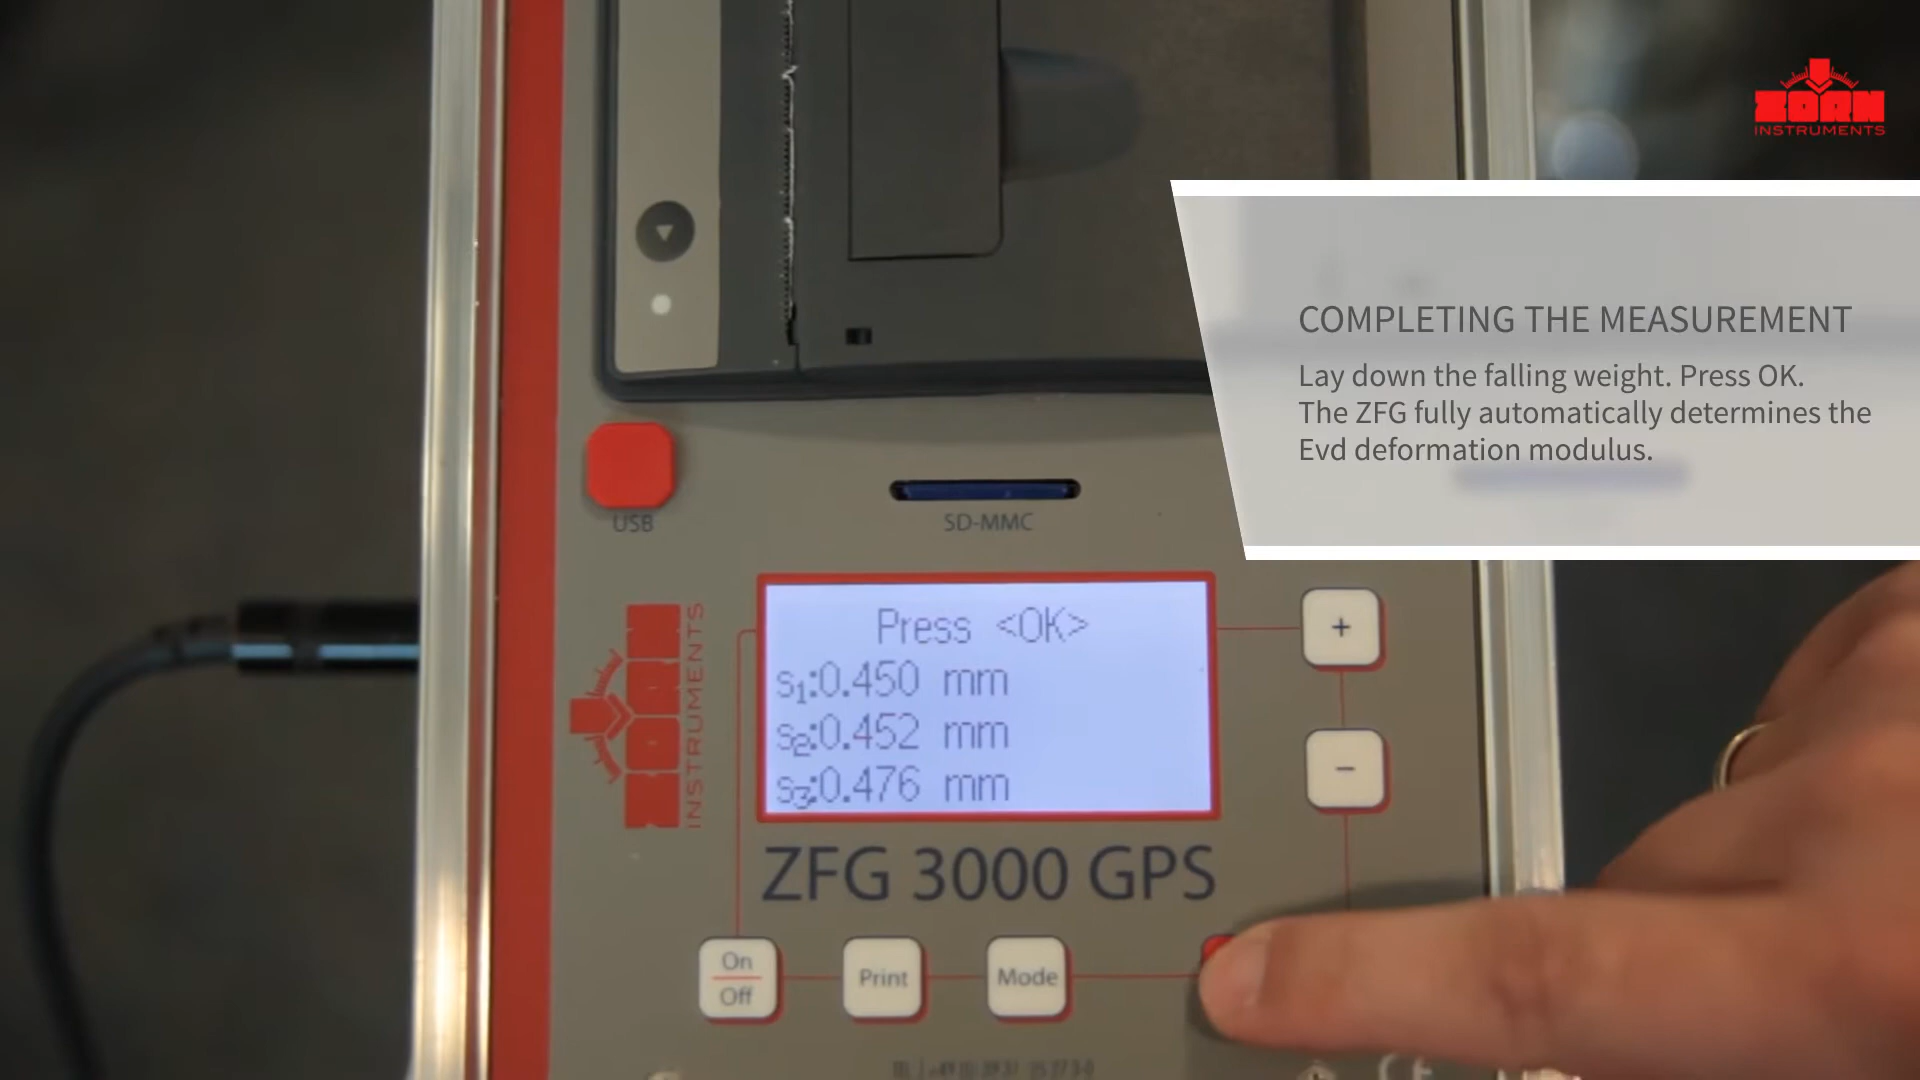 ZORN
INSTRUMENTS
COMPLETING THE MEASUREMENT
Lay down the falling weight. Press OK.
The ZFG fully automatically determines the
Evd deformation modulus.
USB
SD-MMC
Press <OK>
s1:0.450 mm
s2:0.452 mm
s3:0.476 mm
ZORN
INSTRUMENTS
+
-
ZFG 3000 GPS
On
Off
Print
Mode
CE